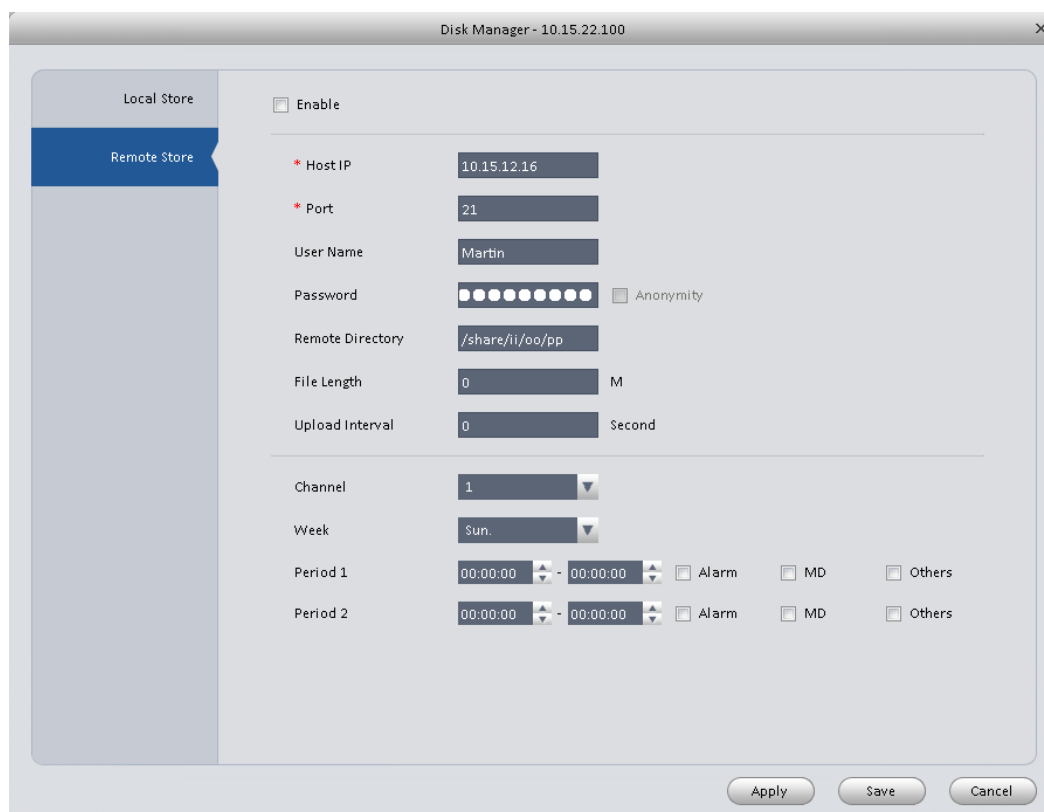 Disk Manager - 10.15.22.100
Local Store
Remote Store
Enable
* Host IP 10.15.12.16
* Port 21
User Name Martin
Password Anonymity
Remote Directory /share/ii/oo/pp
File Length 0 M
Upload Interval 0 Second
Channel 1
Week Sun.
Period 1 00:00:00 - 00:00:00 Alarm MD Others
Period 2 00:00:00 - 00:00:00 Alarm MD Others
Apply Save Cancel